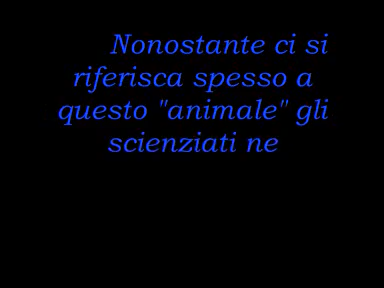 Nonostante ci si
riferisca spesso a
questo "animale" gli
scienziati ne